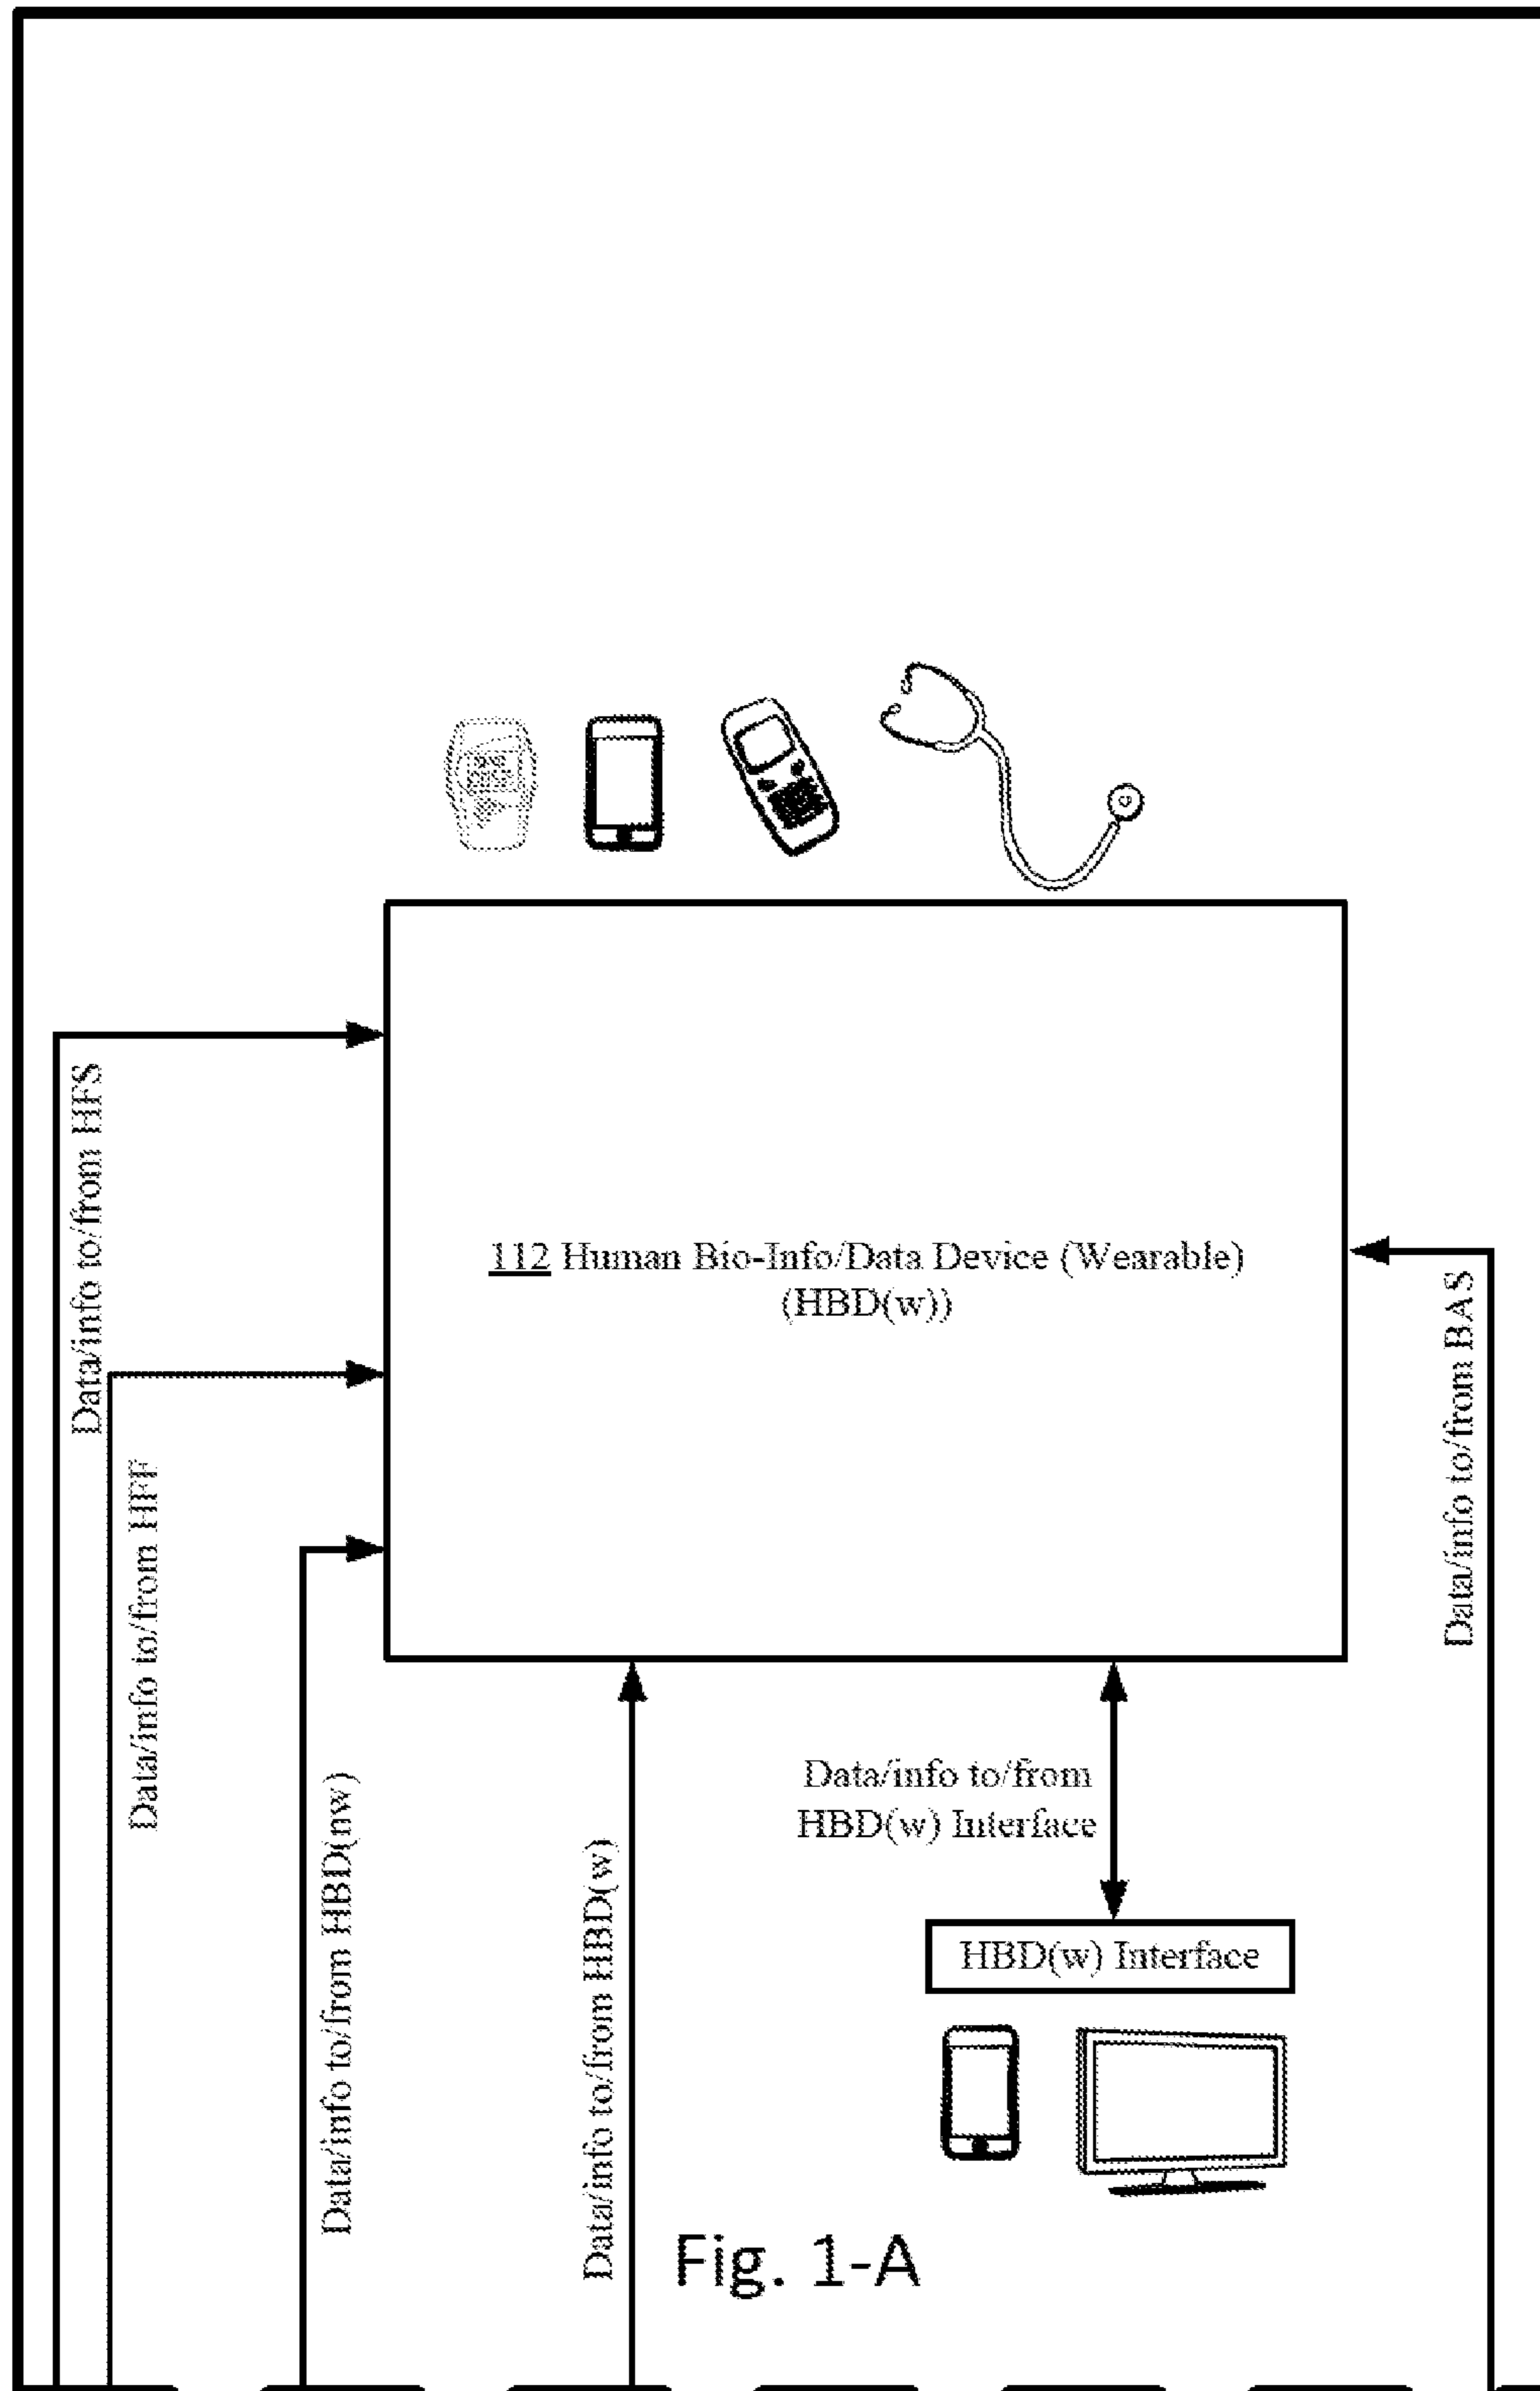 112 Human Bio-Info/Data Device (Wearable)
(HBD(w))
Data/info to/from HFS
Data/info to/from HFF
Data/info to/from HBD(nw)
Data/info to/from HBD(w)
Data/info to/from
HBD(w) Interface
HBD(w) Interface
Data/info to/from BAS
Fig. 1-A